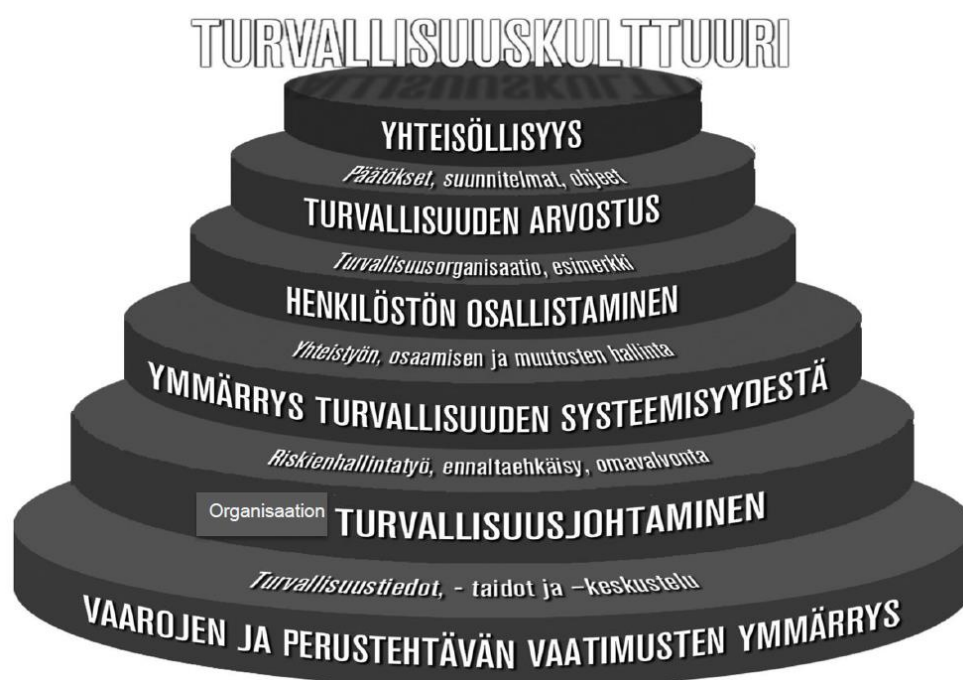 TURVALLISUUSKULTTUURI
YHTEISÖLLISYYS
Päätökset, suunnitelmat, ohjeet
TURVALLISUUDEN ARVOSTUS
Turvallisuusorganisaatio, esimerkki
HENKILÖSTÖN OSALLISTAMINEN
Yhteistyön, osaamisen ja muutosten hallinta
YMMÄRRYS TURVALLISUUDEN SYSTEEMISYYDESTÄ
Riskienhallintatyö, ennaltaehkäisy, omavalvonta
Organisaation TURVALLISUUSJOHTAMINEN
Turvallisuustiedot, - taidot ja –keskustelu
VAAROJEN JA PERUSTEHTÄVÄN VAATIMUSTEN YMMÄRRYS